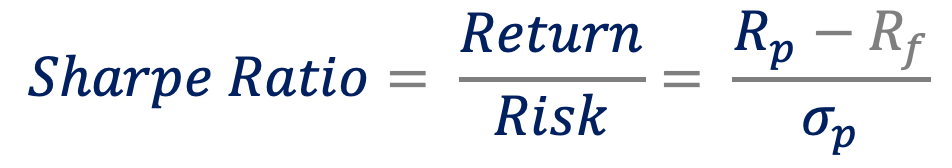 Sharpe Ratio = Return / Risk = R_p − R_f / σ_p